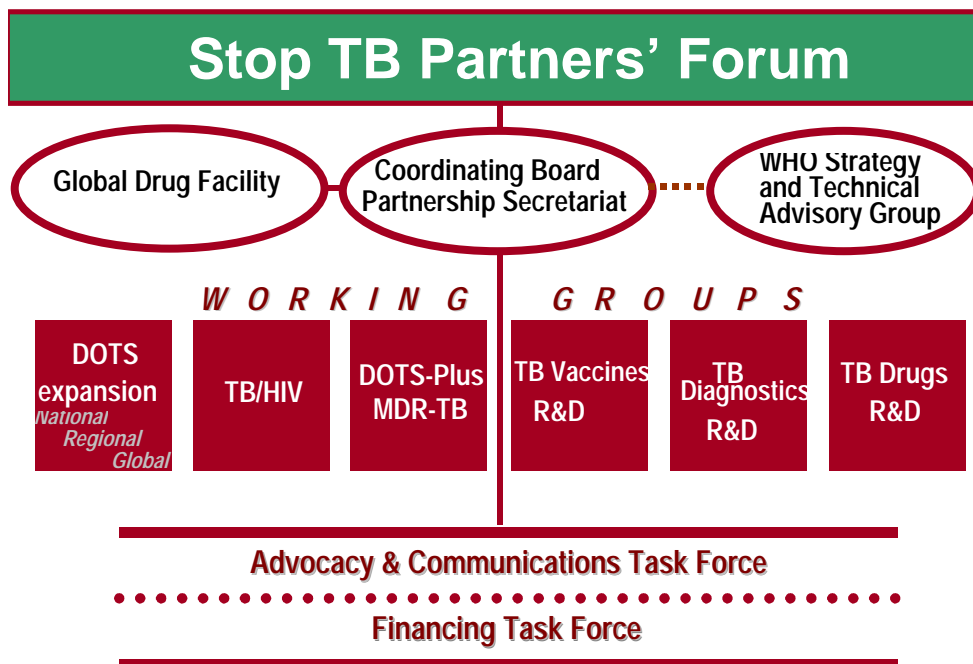 Stop TB Partners’ Forum
Global Drug Facility
Coordinating Board
Partnership Secretariat
WHO Strategy
and Technical
Advisory Group
WORKING GROUPS
DOTS
expansion
National
Regional
Global
TB/HIV
DOTS-Plus
MDR-TB
TB Vaccines
R&D
TB
Diagnostics
R&D
TB Drugs
R&D
Advocacy & Communications Task Force
Financing Task Force